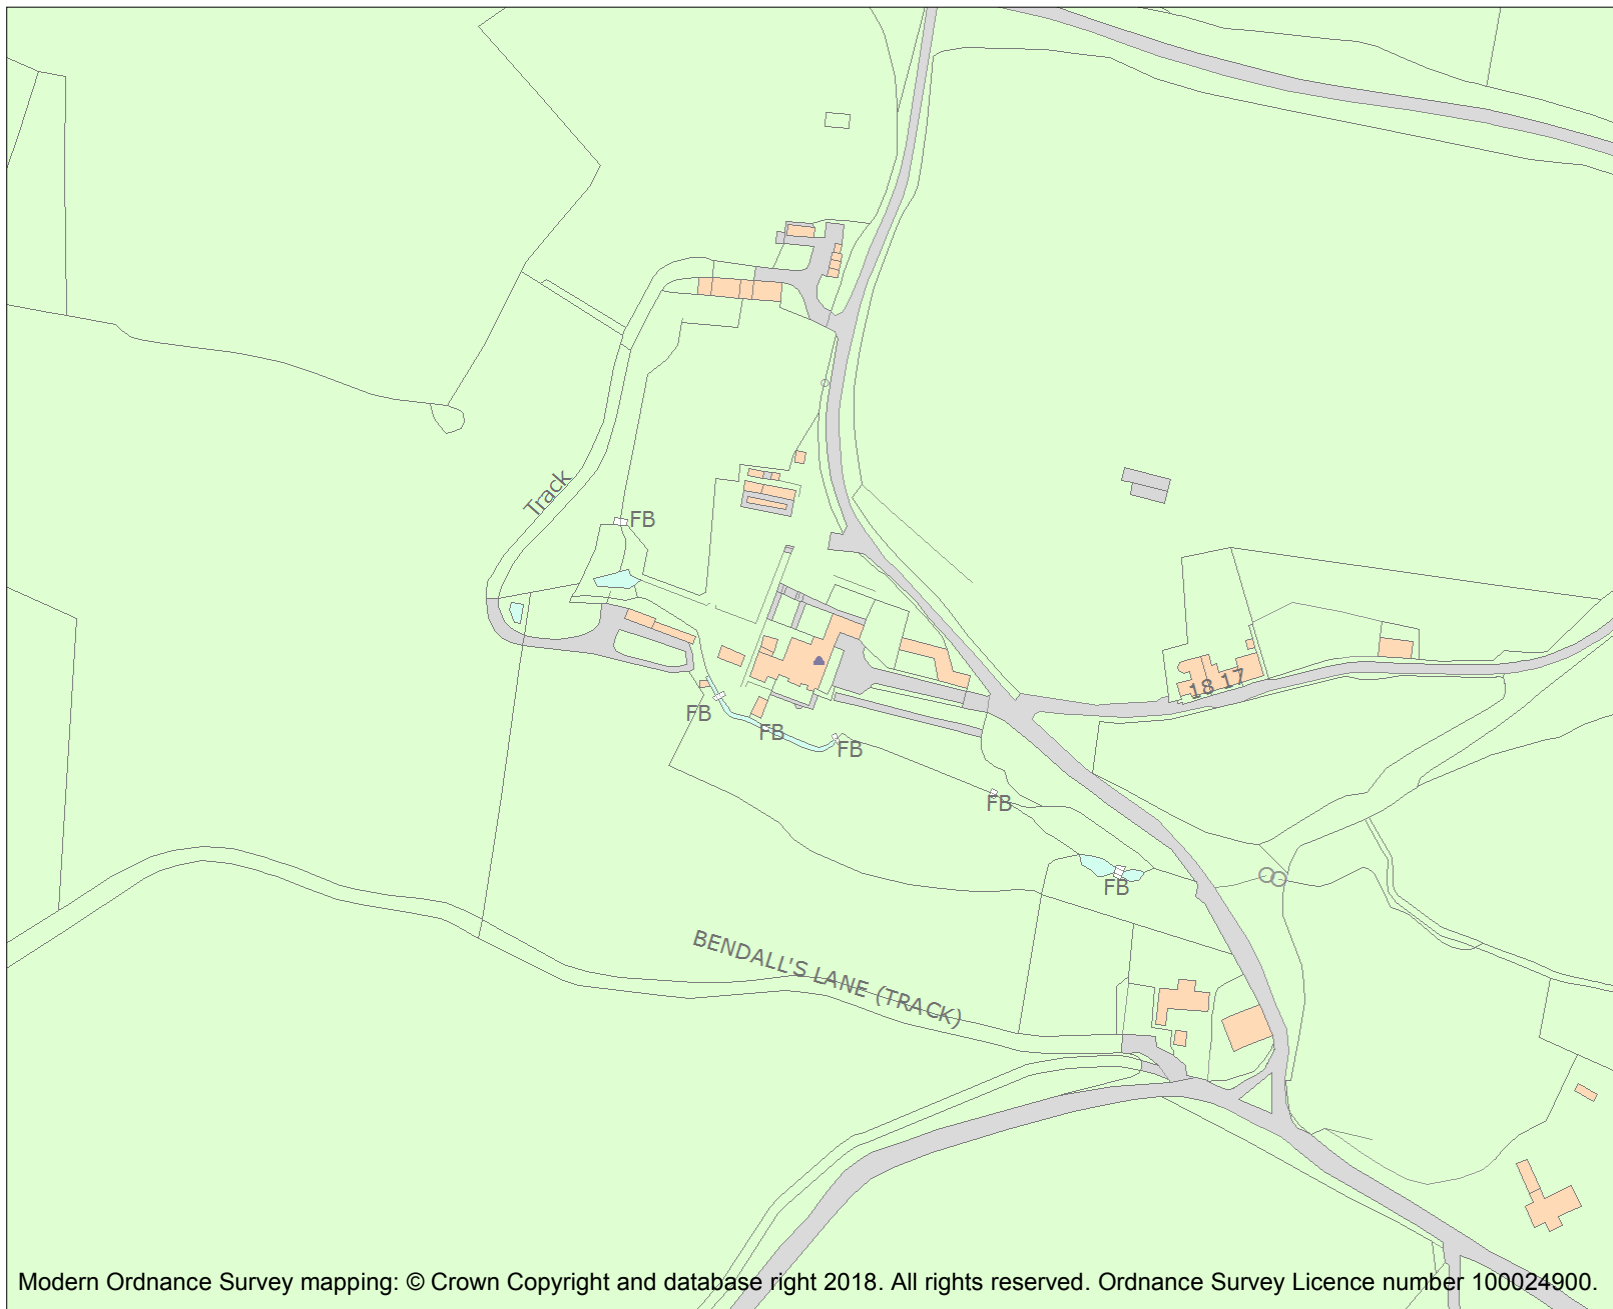 Track
FB
18 17
FB
FB
FB
FB
FB
BENDALL'S LANE (TRACK)
Modern Ordnance Survey mapping: © Crown Copyright and database right 2018. All rights reserved. Ordnance Survey Licence number 100024900.